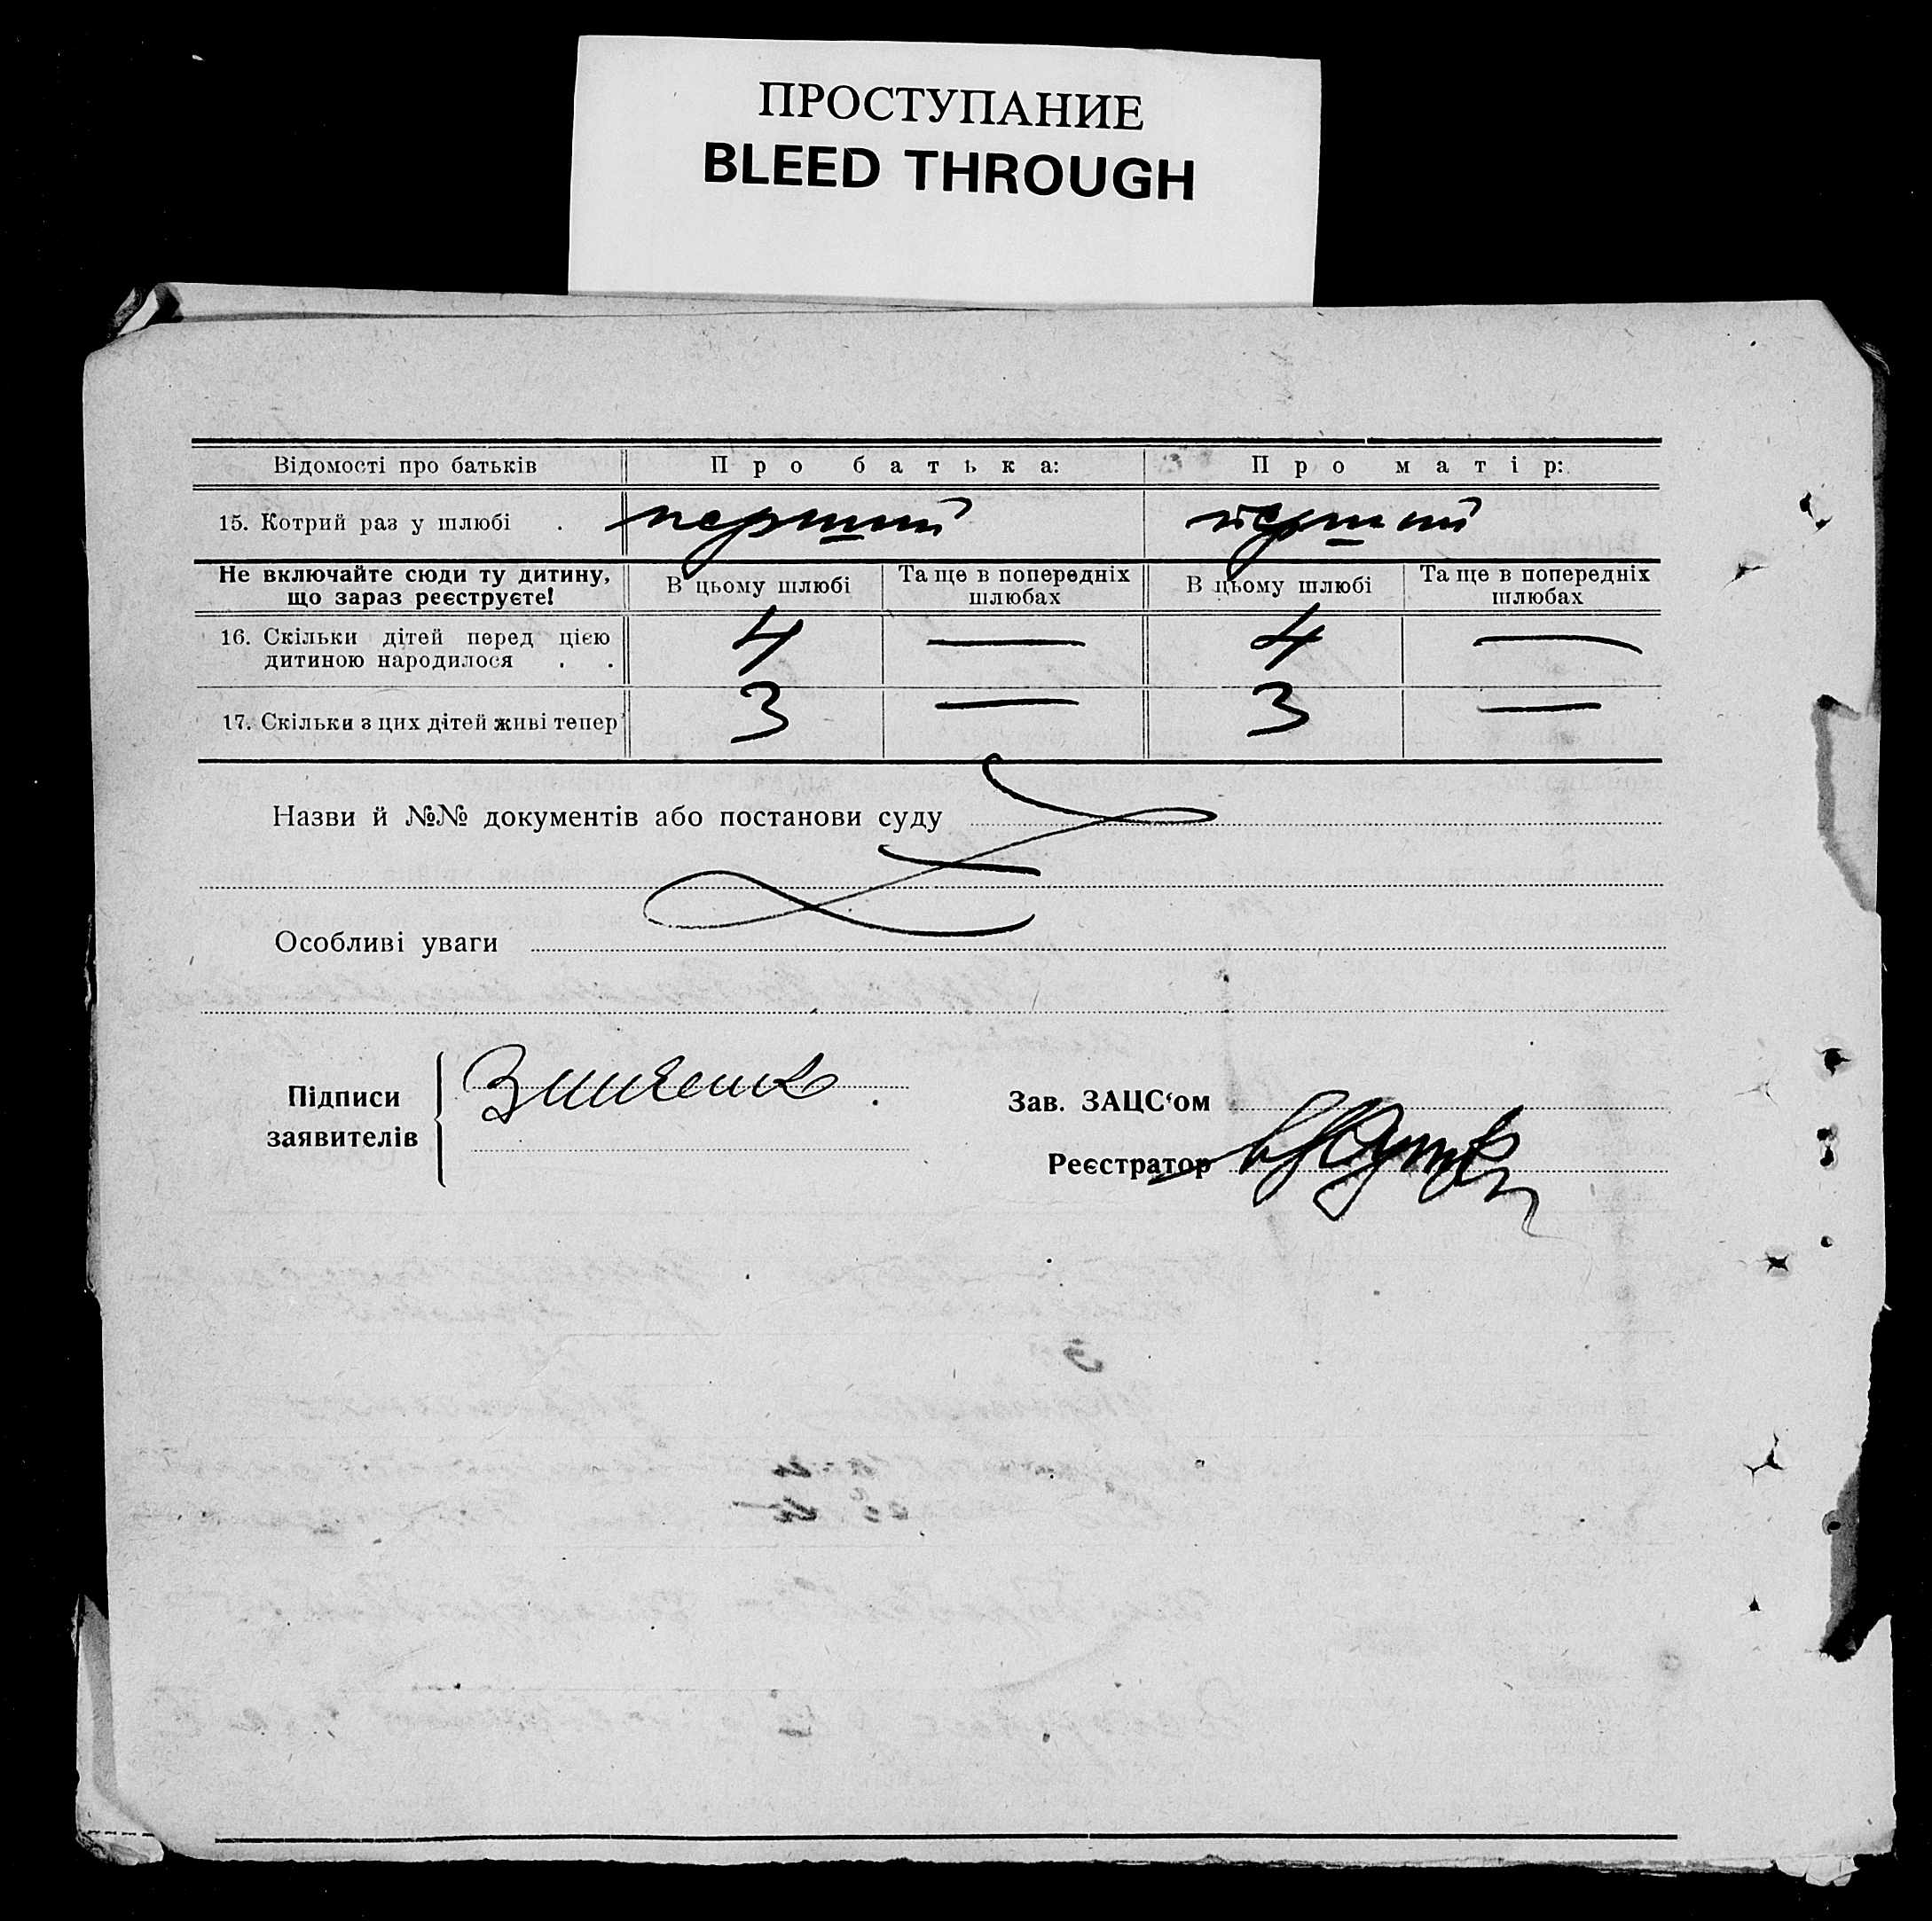 ПРОСТУПАНИЕ
BLEED THROUGH
Відомості про батьків Про батька: Про матір:
15. Котрий раз у шлюбі . перший перший
Не включайте сюди ту дитину, що зараз реєструєте! В цьому шлюбі Та ще в попередніх шлюбах В цьому шлюбі Та ще в попередніх шлюбах
16. Скільки дітей перед цією дитиною народилося . . 4 — 4 —
17. Скільки з цих дітей живі тепер 3 — 3 —
Назви й №№ документів або постанови суду
Особливі уваги
Підписи заявителів
Зав. ЗАЦС‘ом
Реєстратор